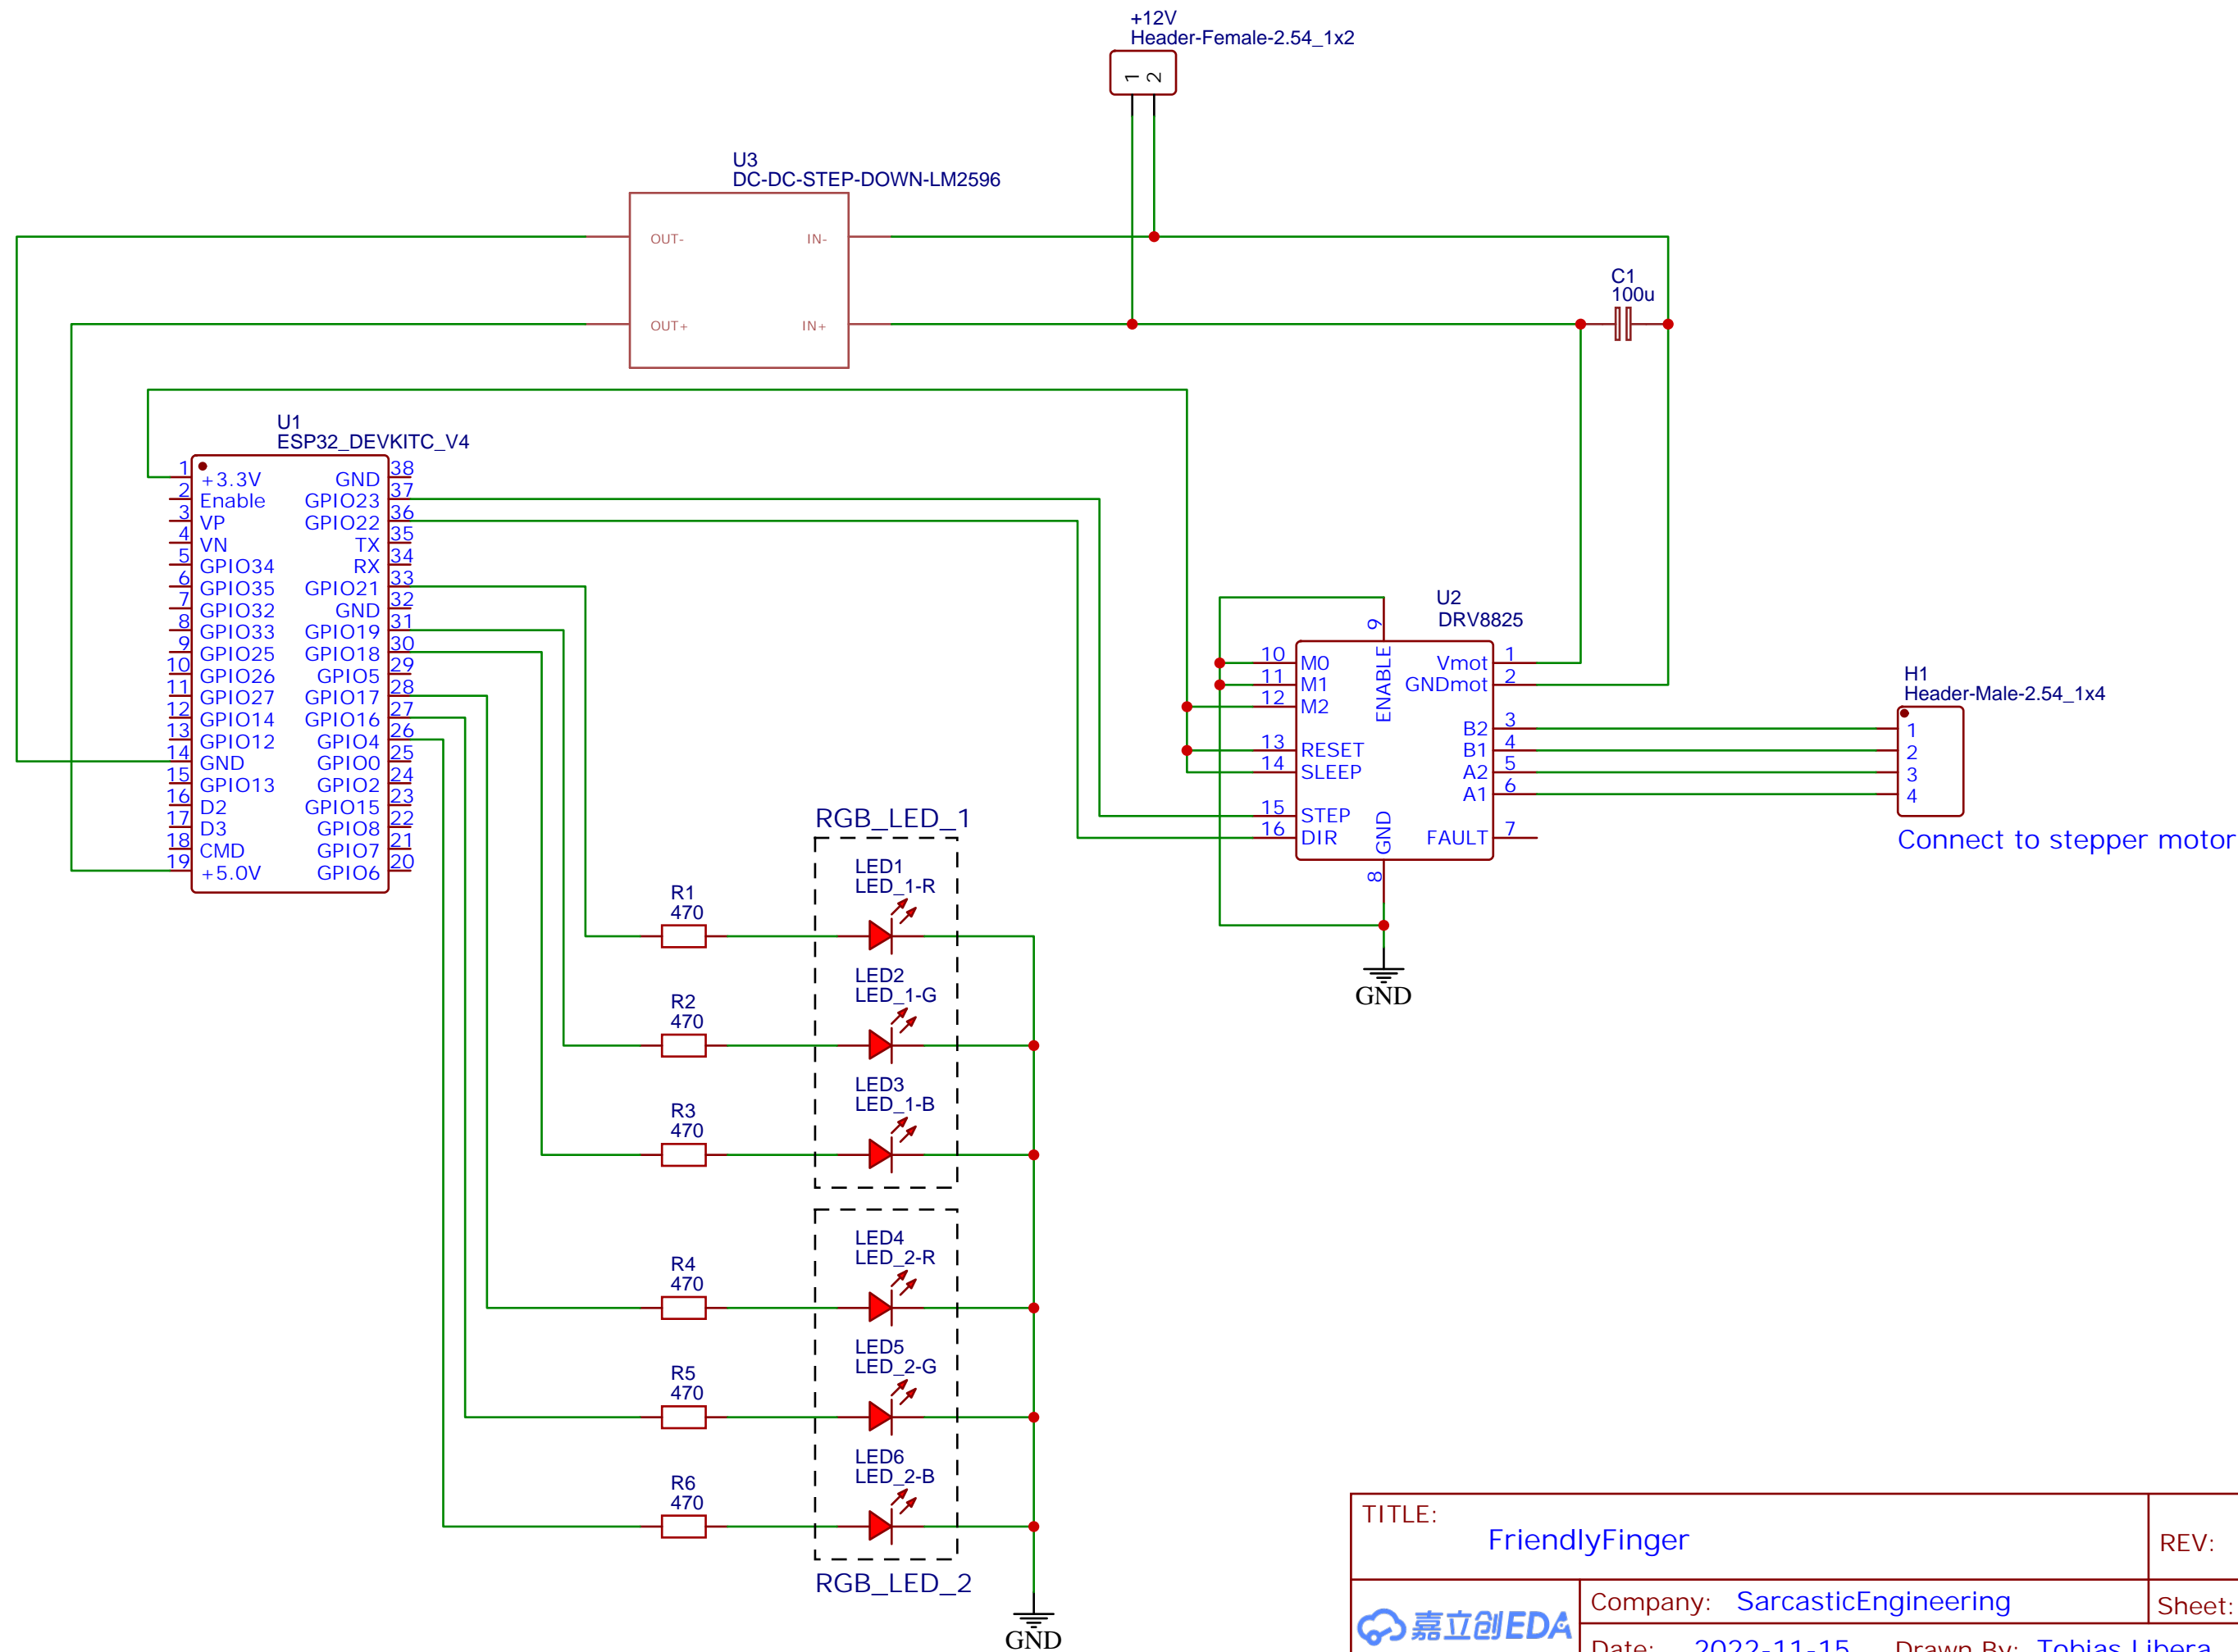 +12V
Header-Female-2.54_1x2
1
2
U3
DC-DC-STEP-DOWN-LM2596
OUT-
IN-
OUT+
IN+
C1
100u
U1
ESP32_DEVKITC_V4
1 +3.3V GND 38
2 Enable GPIO23 37
3 VP GPIO22 36
4 VN TX 35
5 GPIO34 RX 34
6 GPIO35 GPIO21 33
7 GPIO32 GND 32
8 GPIO33 GPIO19 31
9 GPIO25 GPIO18 30
10 GPIO26 GPIO5 29
11 GPIO27 GPIO17 28
12 GPIO14 GPIO16 27
13 GPIO12 GPIO4 26
14 GND GPIO0 25
15 GPIO13 GPIO2 24
16 D2 GPIO15 23
17 D3 GPIO8 22
18 CMD GPIO7 21
19 +5.0V GPIO6 20
U2
DRV8825
9
ENABLE
10 M0 Vmot 1
11 M1 GNDmot 2
12 M2
B2 3
13 RESET B1 4
14 SLEEP A2 5
A1 6
15 STEP
16 DIR FAULT 7
GND
8
GND
H1
Header-Male-2.54_1x4
1
2
3
4
Connect to stepper motor
RGB_LED_1
LED1
LED_1-R
R1
470
LED2
LED_1-G
R2
470
LED3
LED_1-B
R3
470
LED4
LED_2-R
R4
470
LED5
LED_2-G
R5
470
LED6
LED_2-B
R6
470
RGB_LED_2
GND
TITLE:
FriendlyFinger
REV:
嘉立创EDA
Company: SarcasticEngineering
Sheet:
Date: 2022-11-15 Drawn By: Tobias Libera